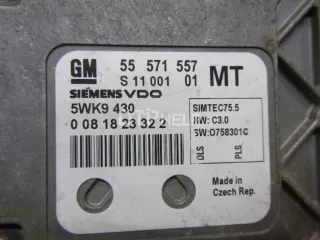 GM 55 571 557
S 11 001 01 MT
SIEMENS VDO
5WK9 430 SIMTEC75.5
0 08 18 23 32 2 HW: C3.0
SW:O758301C
DLS PLS
Made in
Czech Rep.